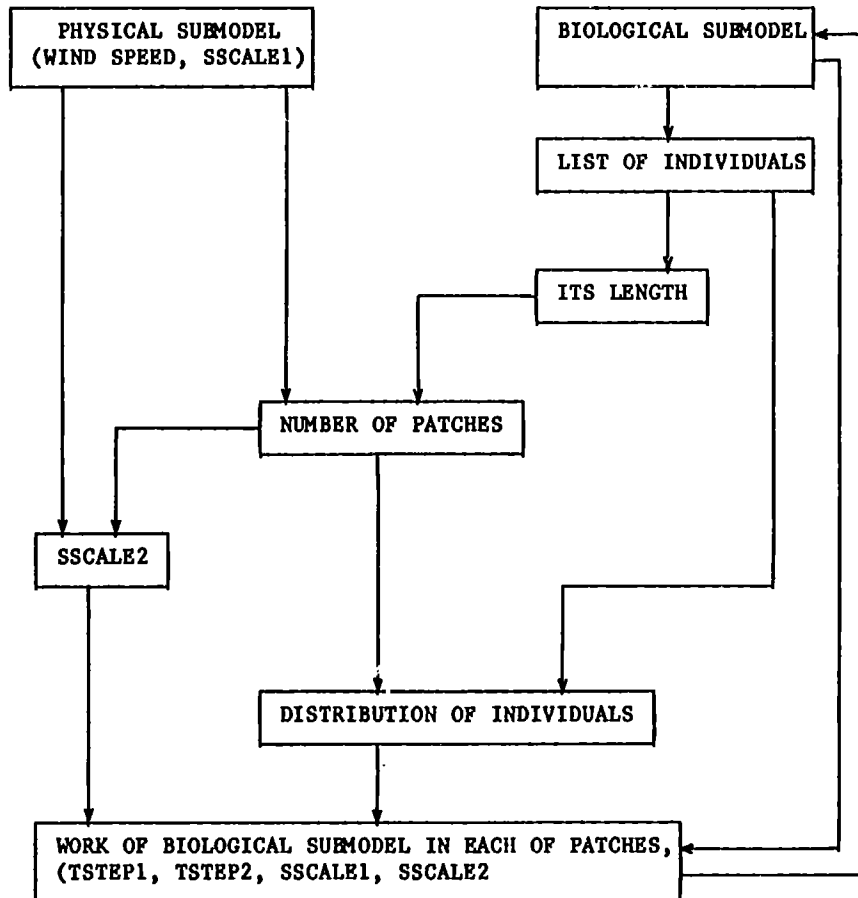 PHYSICAL SUBMODEL
(WIND SPEED, SSCALE1)
BIOLOGICAL SUBMODEL
LIST OF INDIVIDUALS
ITS LENGTH
NUMBER OF PATCHES
SSCALE2
DISTRIBUTION OF INDIVIDUALS
WORK OF BIOLOGICAL SUBMODEL IN EACH OF PATCHES,
(TSTEP1, TSTEP2, SSCALE1, SSCALE2